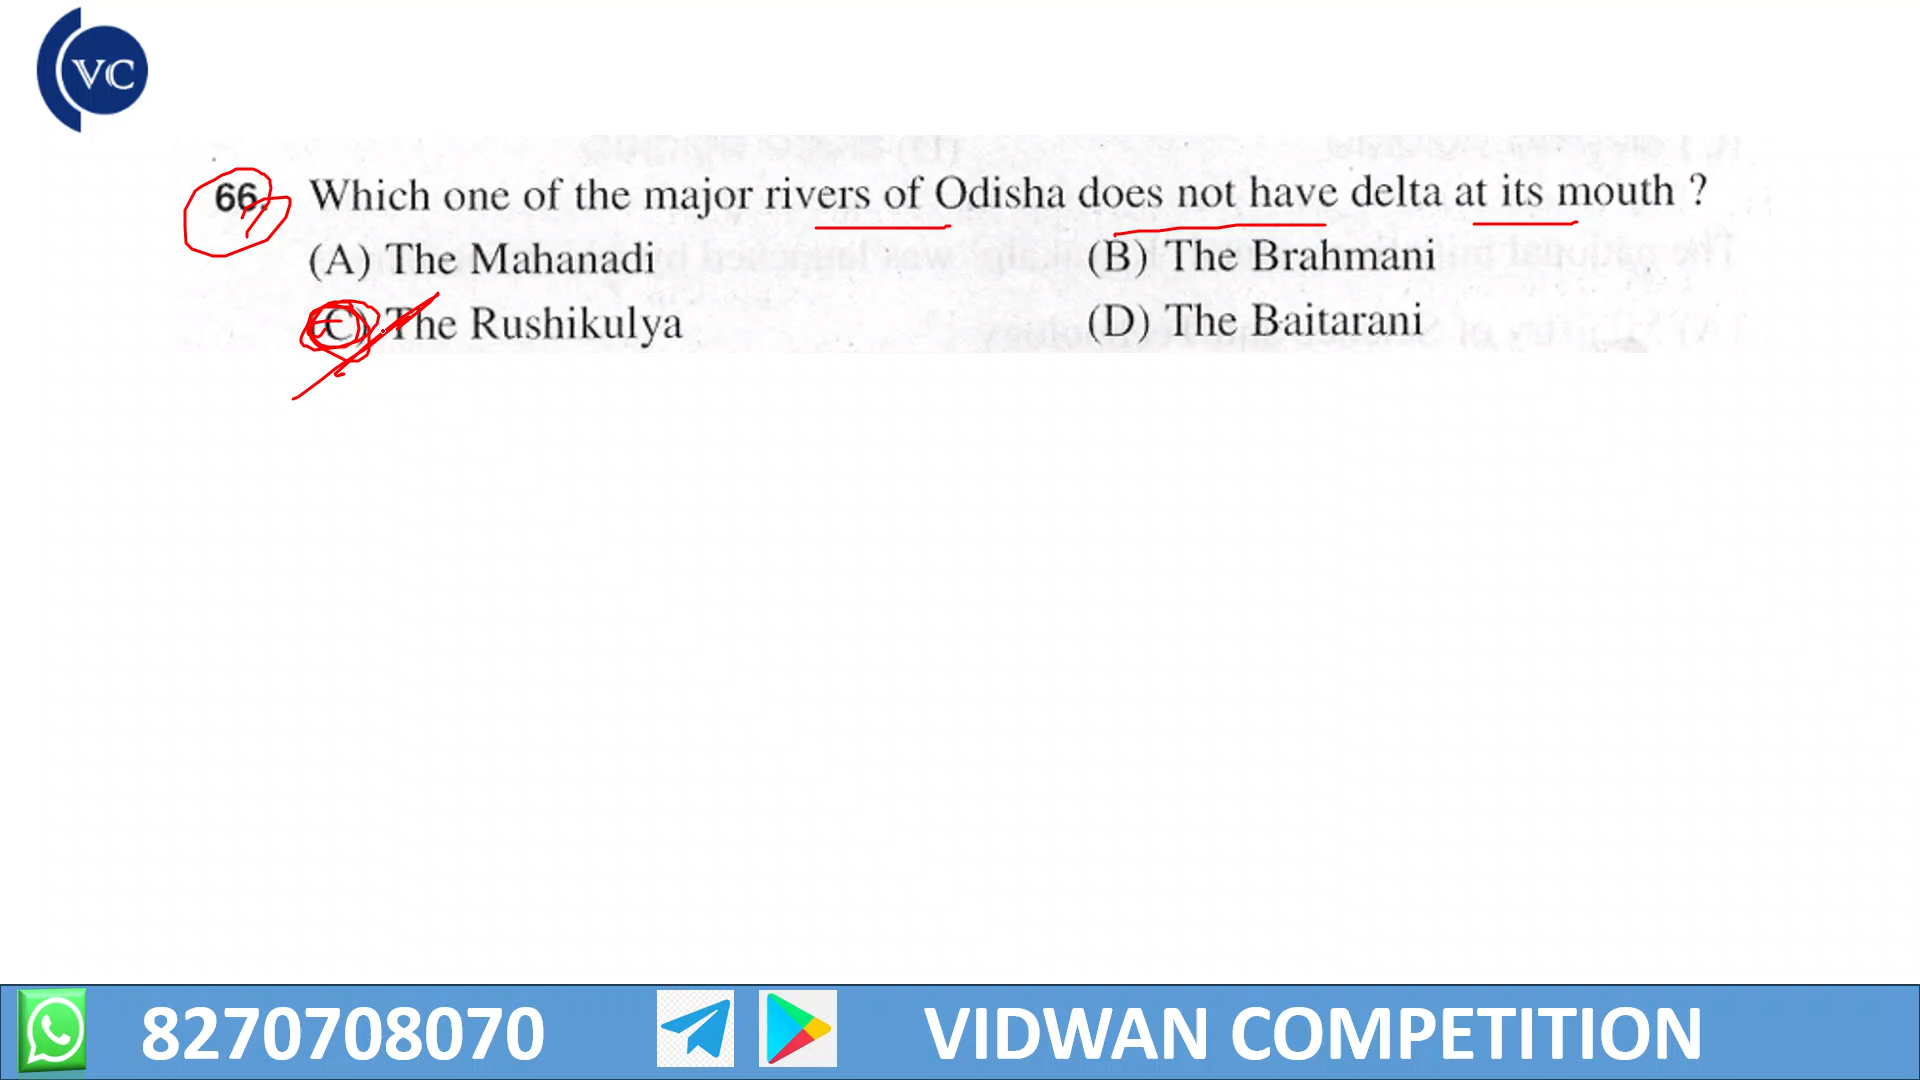 VC
66. Which one of the major rivers of Odisha does not have delta at its mouth ?
(A) The Mahanadi (B) The Brahmani
(C) The Rushikulya (D) The Baitarani
8270708070 VIDWAN COMPETITION